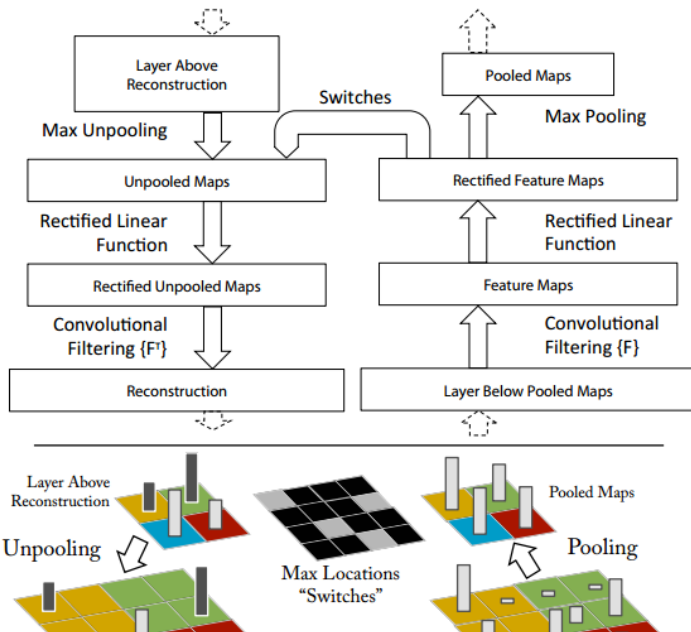 Layer Above
Reconstruction
Pooled Maps
Switches
Max Unpooling
Max Pooling
Unpooled Maps
Rectified Feature Maps
Rectified Linear
Function
Rectified Linear
Function
Rectified Unpooled Maps
Feature Maps
Convolutional
Filtering {Fᵀ}
Convolutional
Filtering {F}
Reconstruction
Layer Below Pooled Maps
Layer Above
Reconstruction
Pooled Maps
Unpooling
Max Locations
“Switches”
Pooling